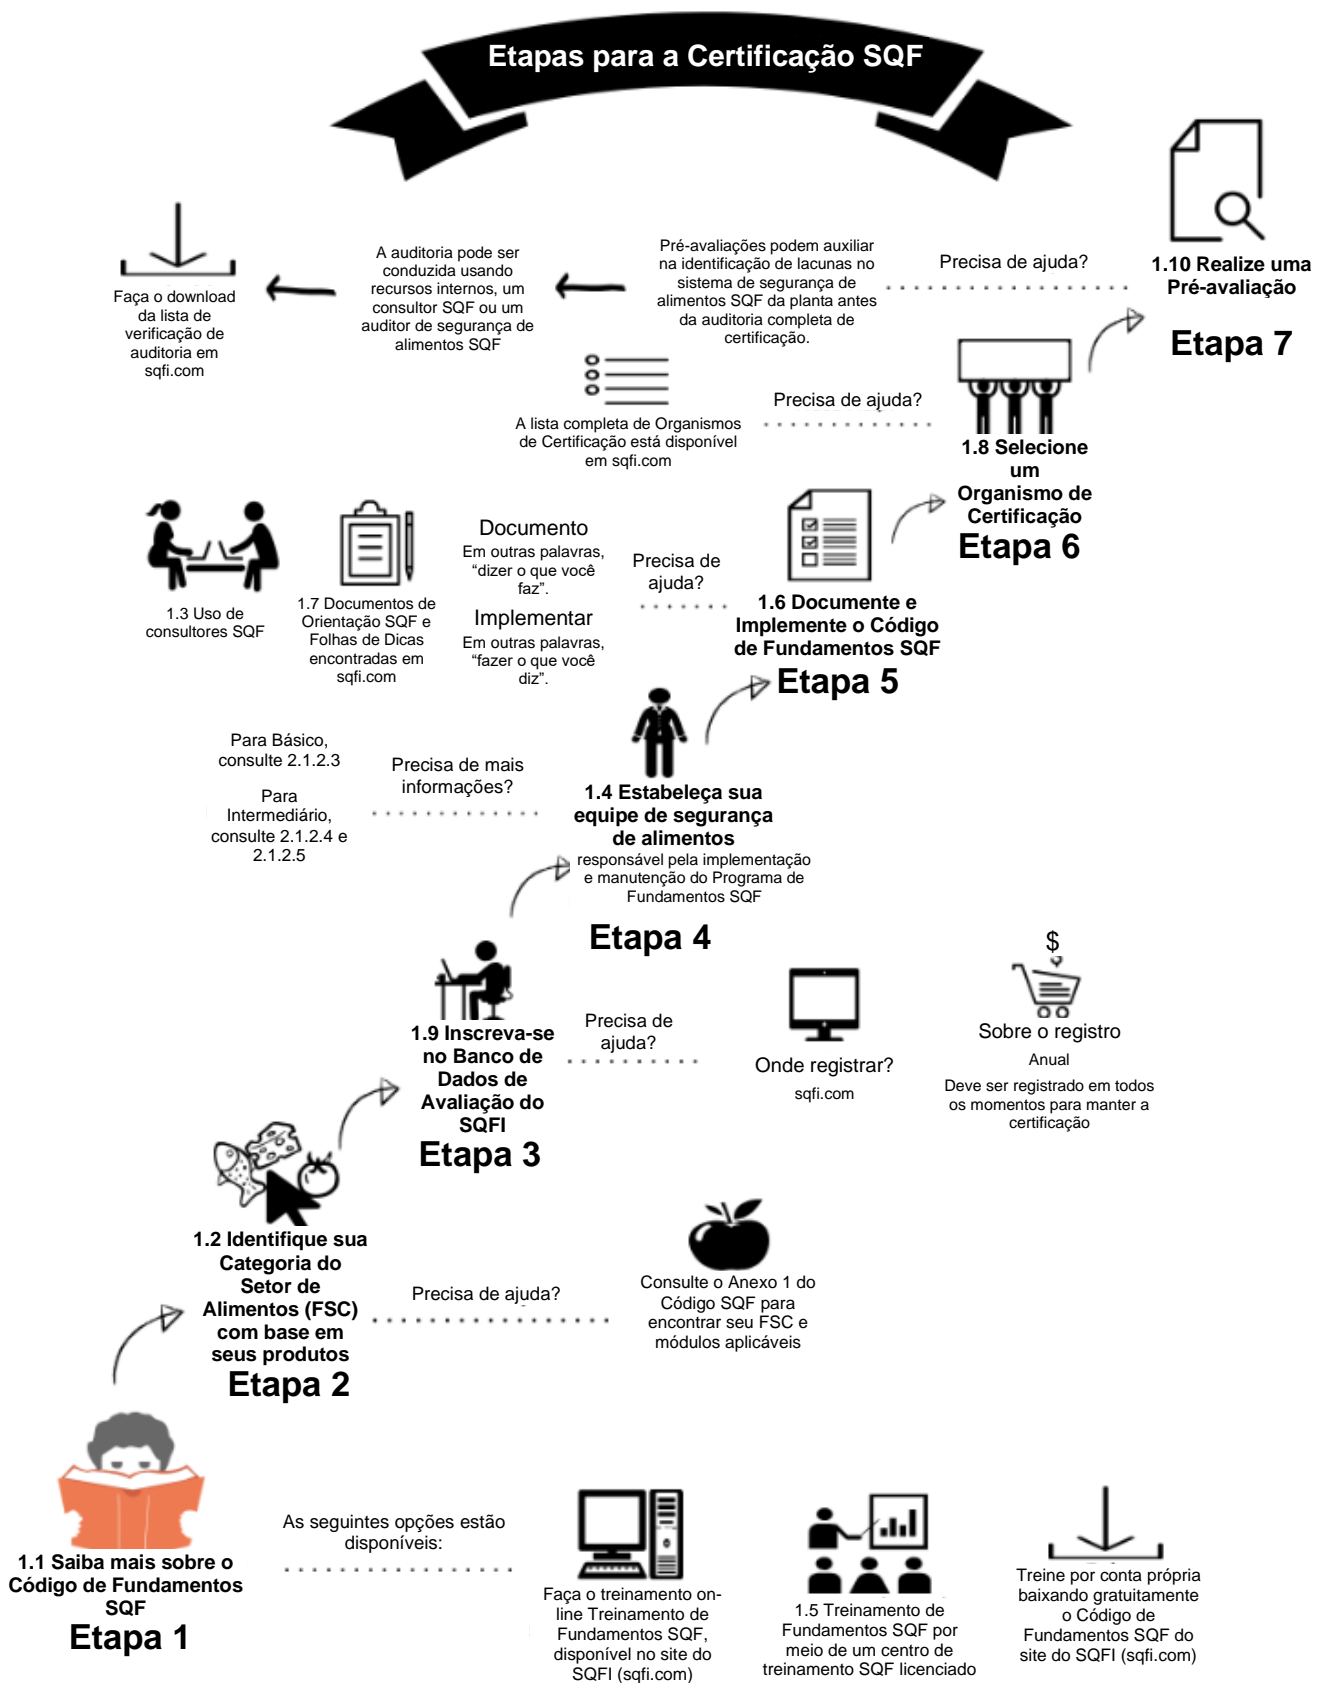 Etapas para a Certificação SQF
1.10 Realize uma
Pré-avaliação
Etapa 7
Precisa de ajuda?
Pré-avaliações podem auxiliar
na identificação de lacunas no
sistema de segurança de
alimentos SQF da planta antes
da auditoria completa de
certificação.
A auditoria pode ser
conduzida usando
recursos internos, um
consultor SQF ou um
auditor de segurança de
alimentos SQF
Faça o download
da lista de
verificação de
auditoria em
sqfi.com
1.8 Selecione
um
Organismo de
Certificação
Etapa 6
Precisa de ajuda?
A lista completa de Organismos
de Certificação está disponível
em sqfi.com
1.6 Documente e
Implemente o Código
de Fundamentos SQF
Etapa 5
Precisa de
ajuda?
Documento
Em outras palavras,
“dizer o que você
faz”.
Implementar
Em outras palavras,
“fazer o que você
diz”.
1.7 Documentos de
Orientação SQF e
Folhas de Dicas
encontradas em
sqfi.com
1.3 Uso de
consultores SQF
1.4 Estabeleça sua
equipe de segurança
de alimentos
responsável pela implementação
e manutenção do Programa de
Fundamentos SQF
Etapa 4
Precisa de mais
informações?
Para Básico,
consulte 2.1.2.3
Para
Intermediário,
consulte 2.1.2.4 e
2.1.2.5
1.9 Inscreva-se
no Banco de
Dados de
Avaliação do
SQFI
Etapa 3
Precisa de
ajuda?
Onde registrar?
sqfi.com
$
Sobre o registro
Anual
Deve ser registrado em todos
os momentos para manter a
certificação
1.2 Identifique sua
Categoria do
Setor de
Alimentos (FSC)
com base em
seus produtos
Etapa 2
Precisa de ajuda?
Consulte o Anexo 1 do
Código SQF para
encontrar seu FSC e
módulos aplicáveis
1.1 Saiba mais sobre o
Código de Fundamentos
SQF
Etapa 1
As seguintes opções estão
disponíveis:
Faça o treinamento on-
line Treinamento de
Fundamentos SQF,
disponível no site do
SQFI (sqfi.com)
1.5 Treinamento de
Fundamentos SQF por
meio de um centro de
treinamento SQF licenciado
Treine por conta própria
baixando gratuitamente
o Código de
Fundamentos SQF do
site do SQFI (sqfi.com)